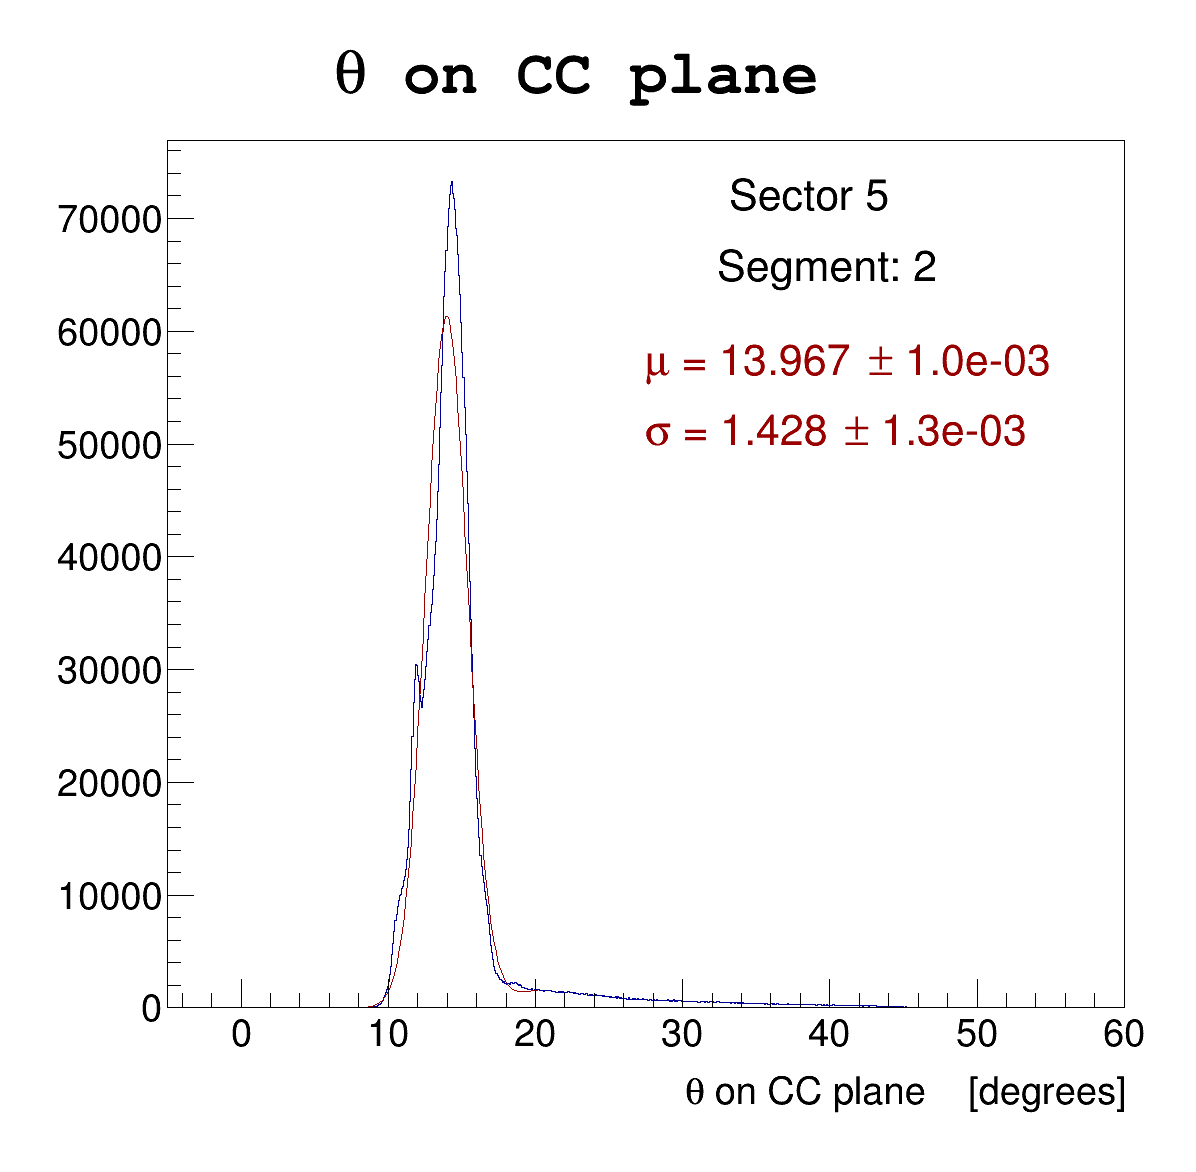 θ on CC plane
Sector 5
Segment: 2
μ = 13.967 ± 1.0e-03
σ = 1.428 ± 1.3e-03
70000
60000
50000
40000
30000
20000
10000
0
0 10 20 30 40 50 60
θ on CC plane [degrees]